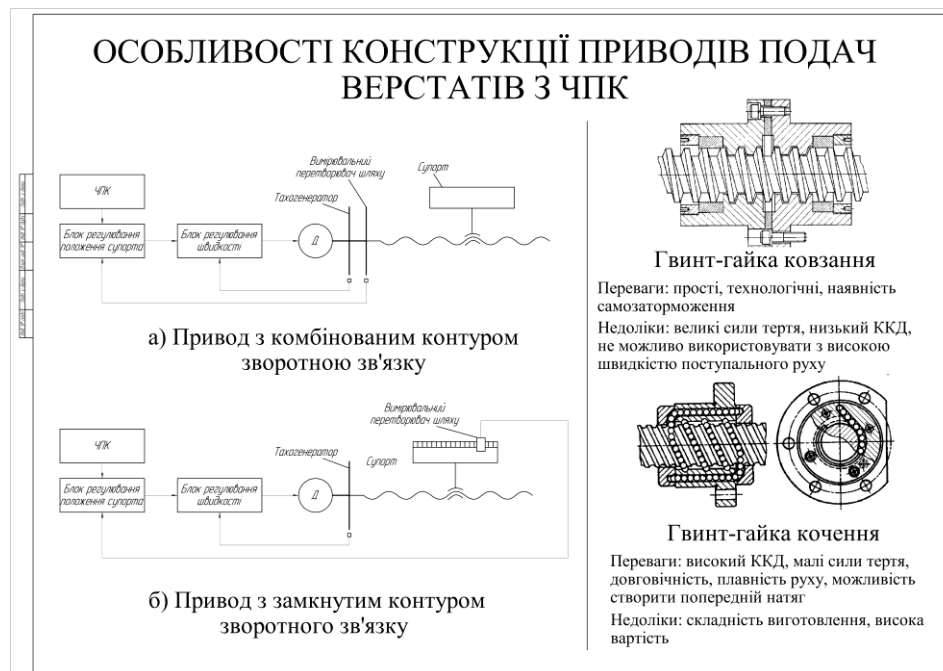 ОСОБЛИВОСТІ КОНСТРУКЦІЇ ПРИВОДІВ ПОДАЧ
ВЕРСТАТІВ З ЧПК
Вимірювальний
перетворювач шляху
Тахогенератор
Супорт
ЧПК
Блок регулювання
положення супорта
Блок регулювання
швидкості
Д
а) Привод з комбінованим контуром
зворотною зв'язку
Вимірювальний
перетворювач шляху
Тахогенератор
Супорт
ЧПК
Блок регулювання
положення супорта
Блок регулювання
швидкості
Д
б) Привод з замкнутим контуром
зворотного зв'язку
Гвинт-гайка ковзання
Переваги: прості, технологічні, наявність
самозаторможення
Недоліки: великі сили тертя, низький ККД,
не можливо використовувати з високою
швидкістю поступального руху
Гвинт-гайка кочення
Переваги: високий ККД, малі сили тертя,
довговічність, плавність руху, можливість
створити попередній натяг
Недоліки: складність виготовлення, висока
вартість